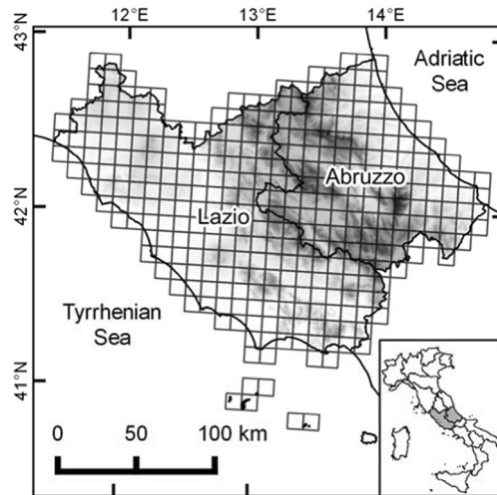 12°E 13°E 14°E
43°N
Adriatic
Sea
Abruzzo
42°N
Lazio
Tyrrhenian
Sea
41°N
0 50 100 km